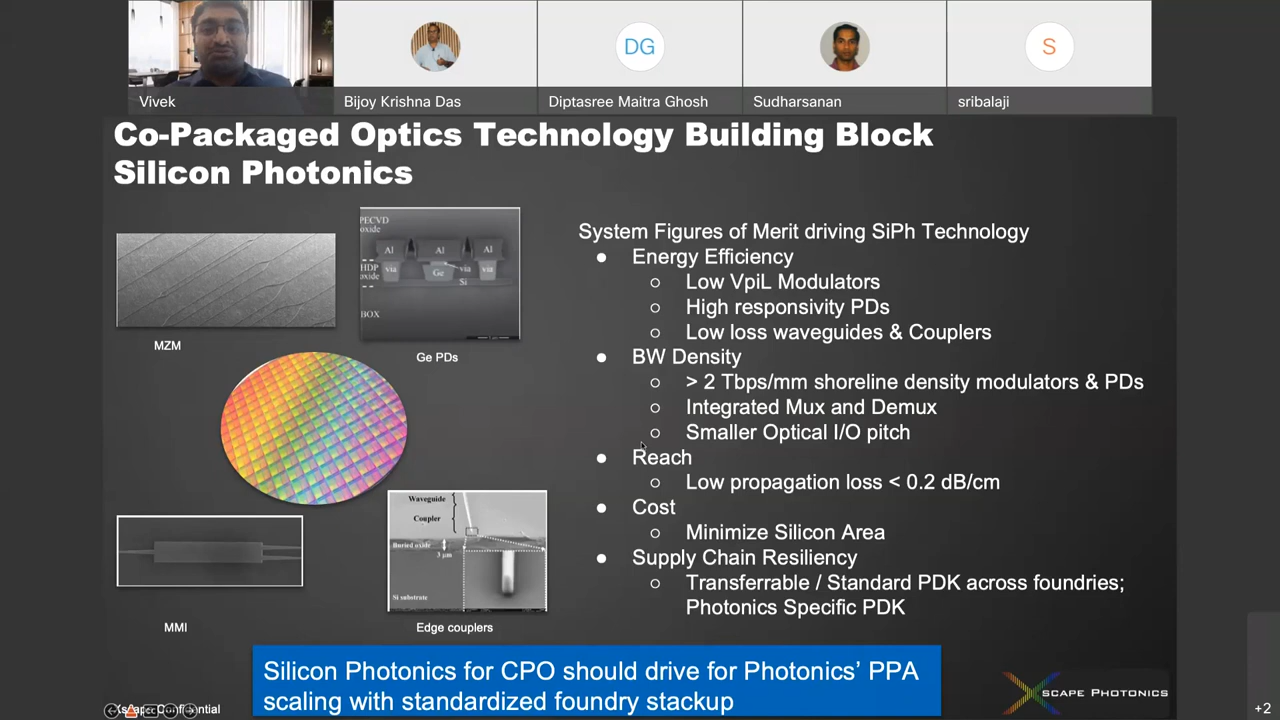 Vivek
Bijoy Krishna Das
DG
Diptasree Maitra Ghosh
Sudharsanan
S
sribalaji
Co-Packaged Optics Technology Building Block
Silicon Photonics
PECVD
oxide
Al
Al
Al
HDP
oxide
via
via
via
Ge
Si
BOX
MZM
Ge PDs
Waveguide
Coupler
Buried oxide
3 µm
Si substrate
MMI
Edge couplers
System Figures of Merit driving SiPh Technology
● Energy Efficiency
○ Low VpiL Modulators
○ High responsivity PDs
○ Low loss waveguides & Couplers
● BW Density
○ > 2 Tbps/mm shoreline density modulators & PDs
○ Integrated Mux and Demux
○ Smaller Optical I/O pitch
● Reach
○ Low propagation loss < 0.2 dB/cm
● Cost
○ Minimize Silicon Area
● Supply Chain Resiliency
○ Transferrable / Standard PDK across foundries;
Photonics Specific PDK
Silicon Photonics for CPO should drive for Photonics’ PPA
scaling with standardized foundry stackup
XSCAPE PHOTONICS
+2